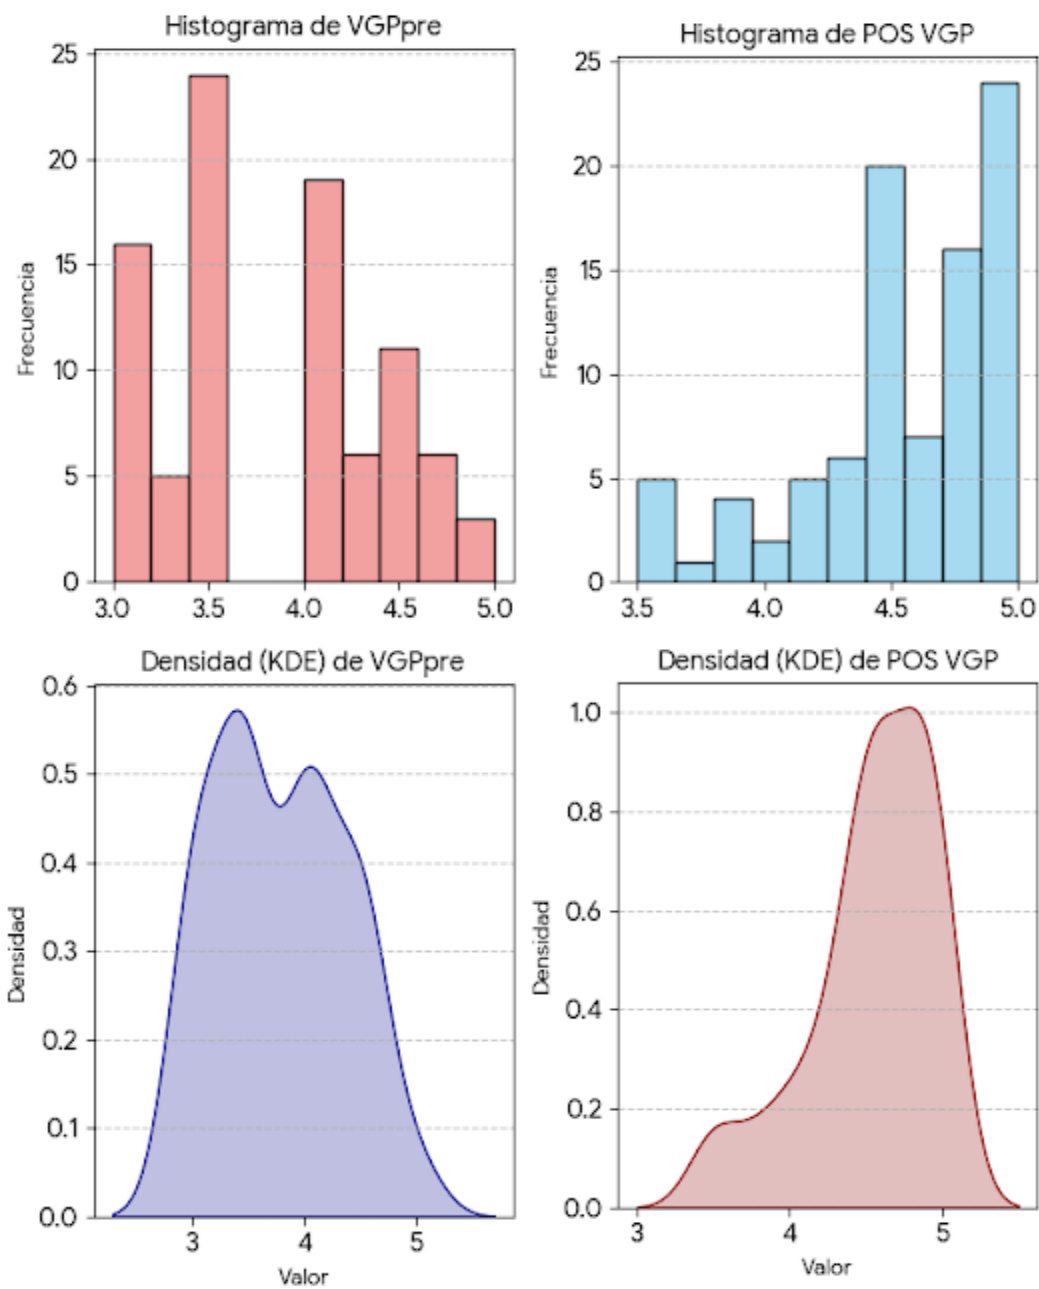 Histograma de VGPpre
Frecuencia
25
20
15
10
5
0
3.0 3.5 4.0 4.5 5.0
Histograma de POS VGP
Frecuencia
25
20
15
10
5
0
3.5 4.0 4.5 5.0
Densidad (KDE) de VGPpre
Densidad
0.6
0.5
0.4
0.3
0.2
0.1
0.0
3 4 5
Valor
Densidad (KDE) de POS VGP
Densidad
1.0
0.8
0.6
0.4
0.2
0.0
3 4 5
Valor